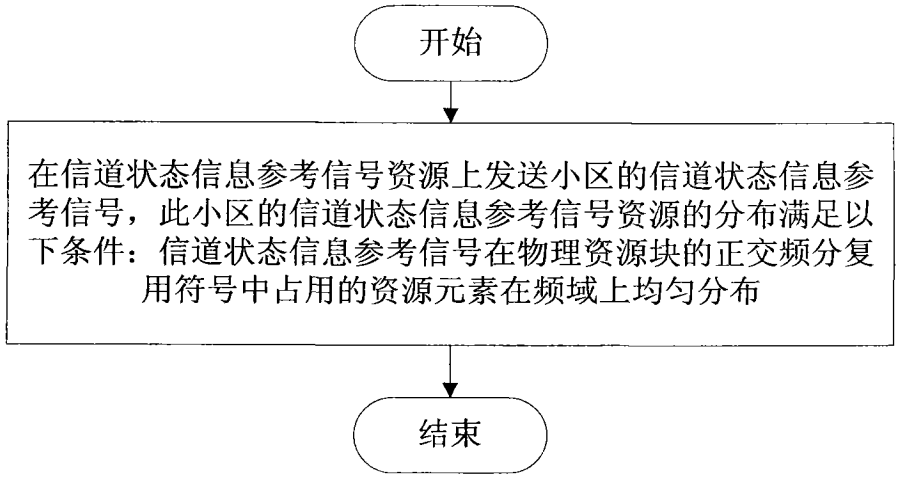 开始
在信道状态信息参考信号资源上发送小区的信道状态信息参
考信号，此小区的信道状态信息参考信号资源的分布满足以
下条件：信道状态信息参考信号在物理资源块的正交频分复
用符号中占用的资源元素在频域上均匀分布
结束